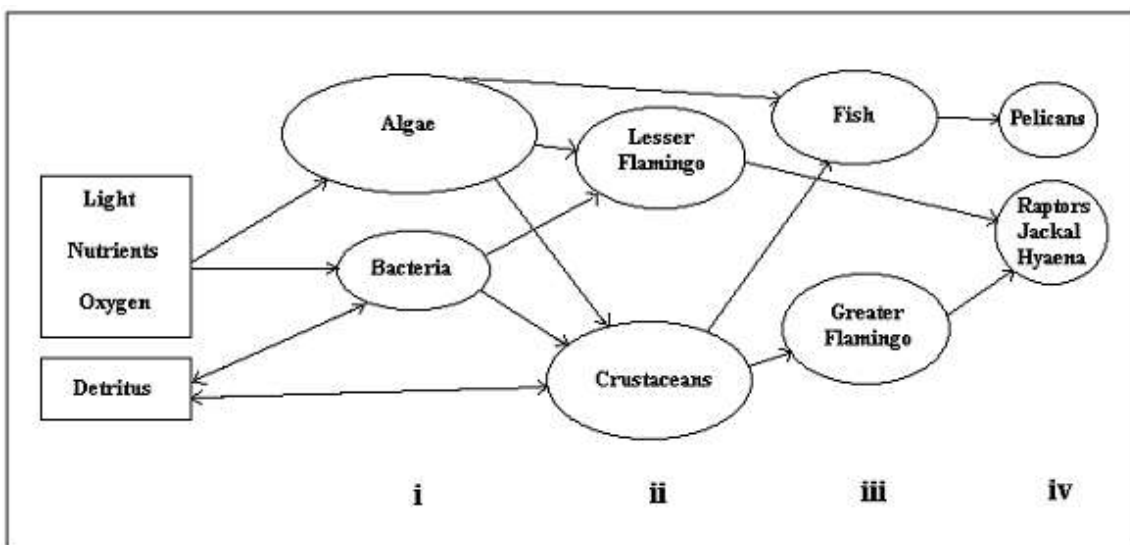 Light
Nutrients
Oxygen
Detritus
Algae
Bacteria
Lesser
Flamingo
Crustaceans
Fish
Greater
Flamingo
Pelicans
Raptors
Jackal
Hyaena
i
ii
iii
iv